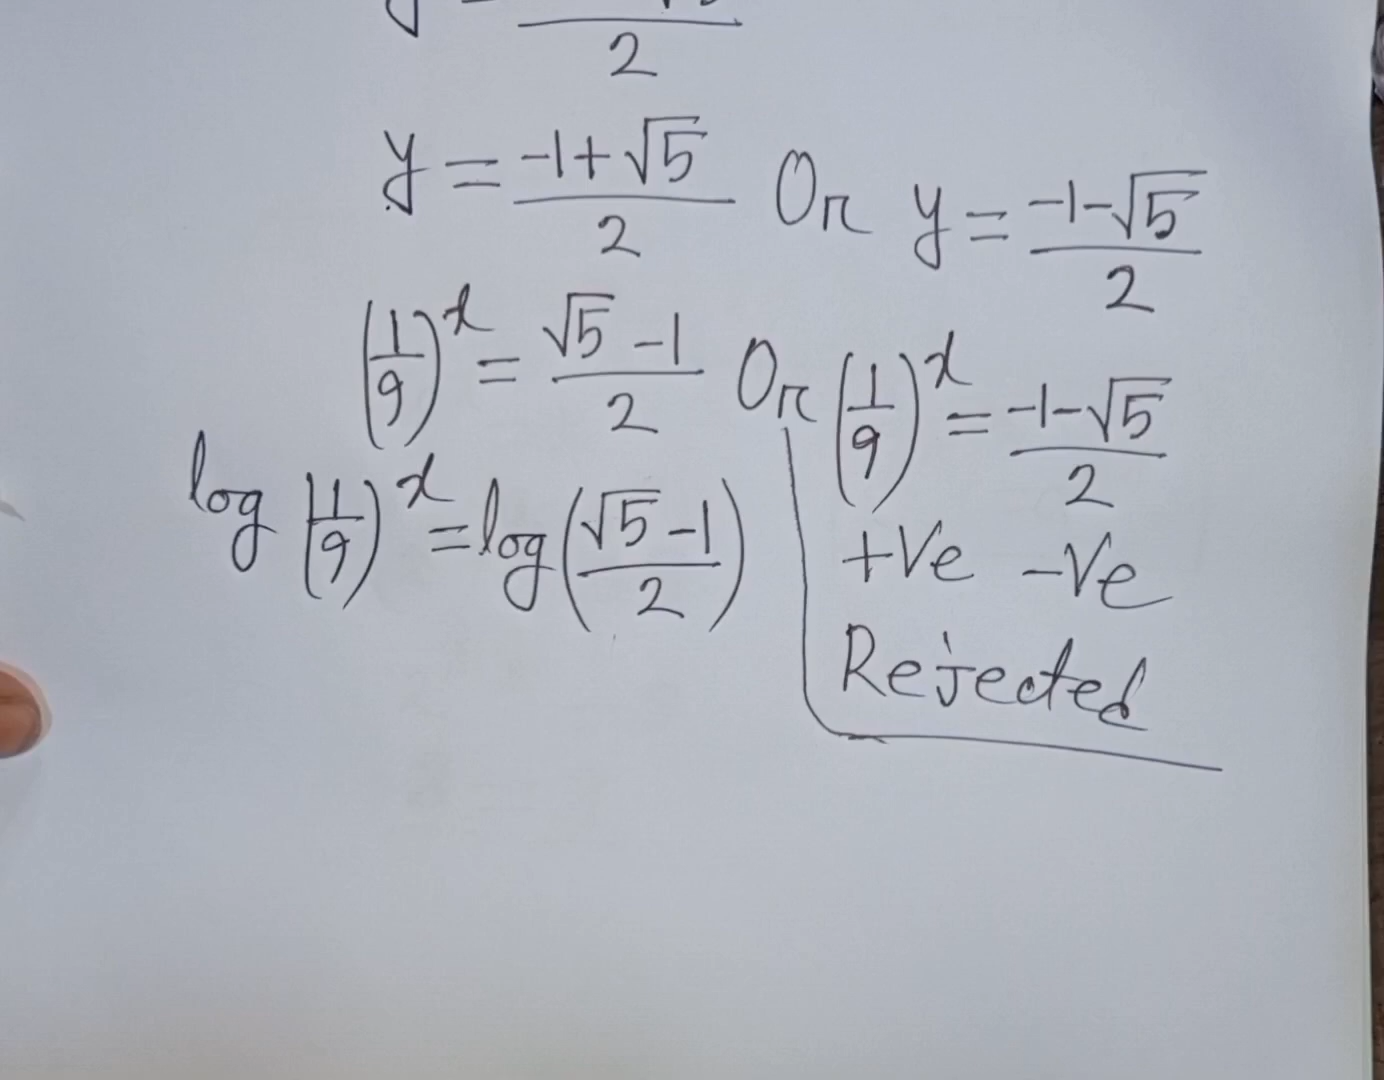 2
y = (-1+√5)/2 Or y = (-1-√5)/2
(1/9)^x = (√5-1)/2 Or (1/9)^x = (-1-√5)/2
log (1/9)^x = log((√5-1)/2)
+Ve -Ve
Rejected